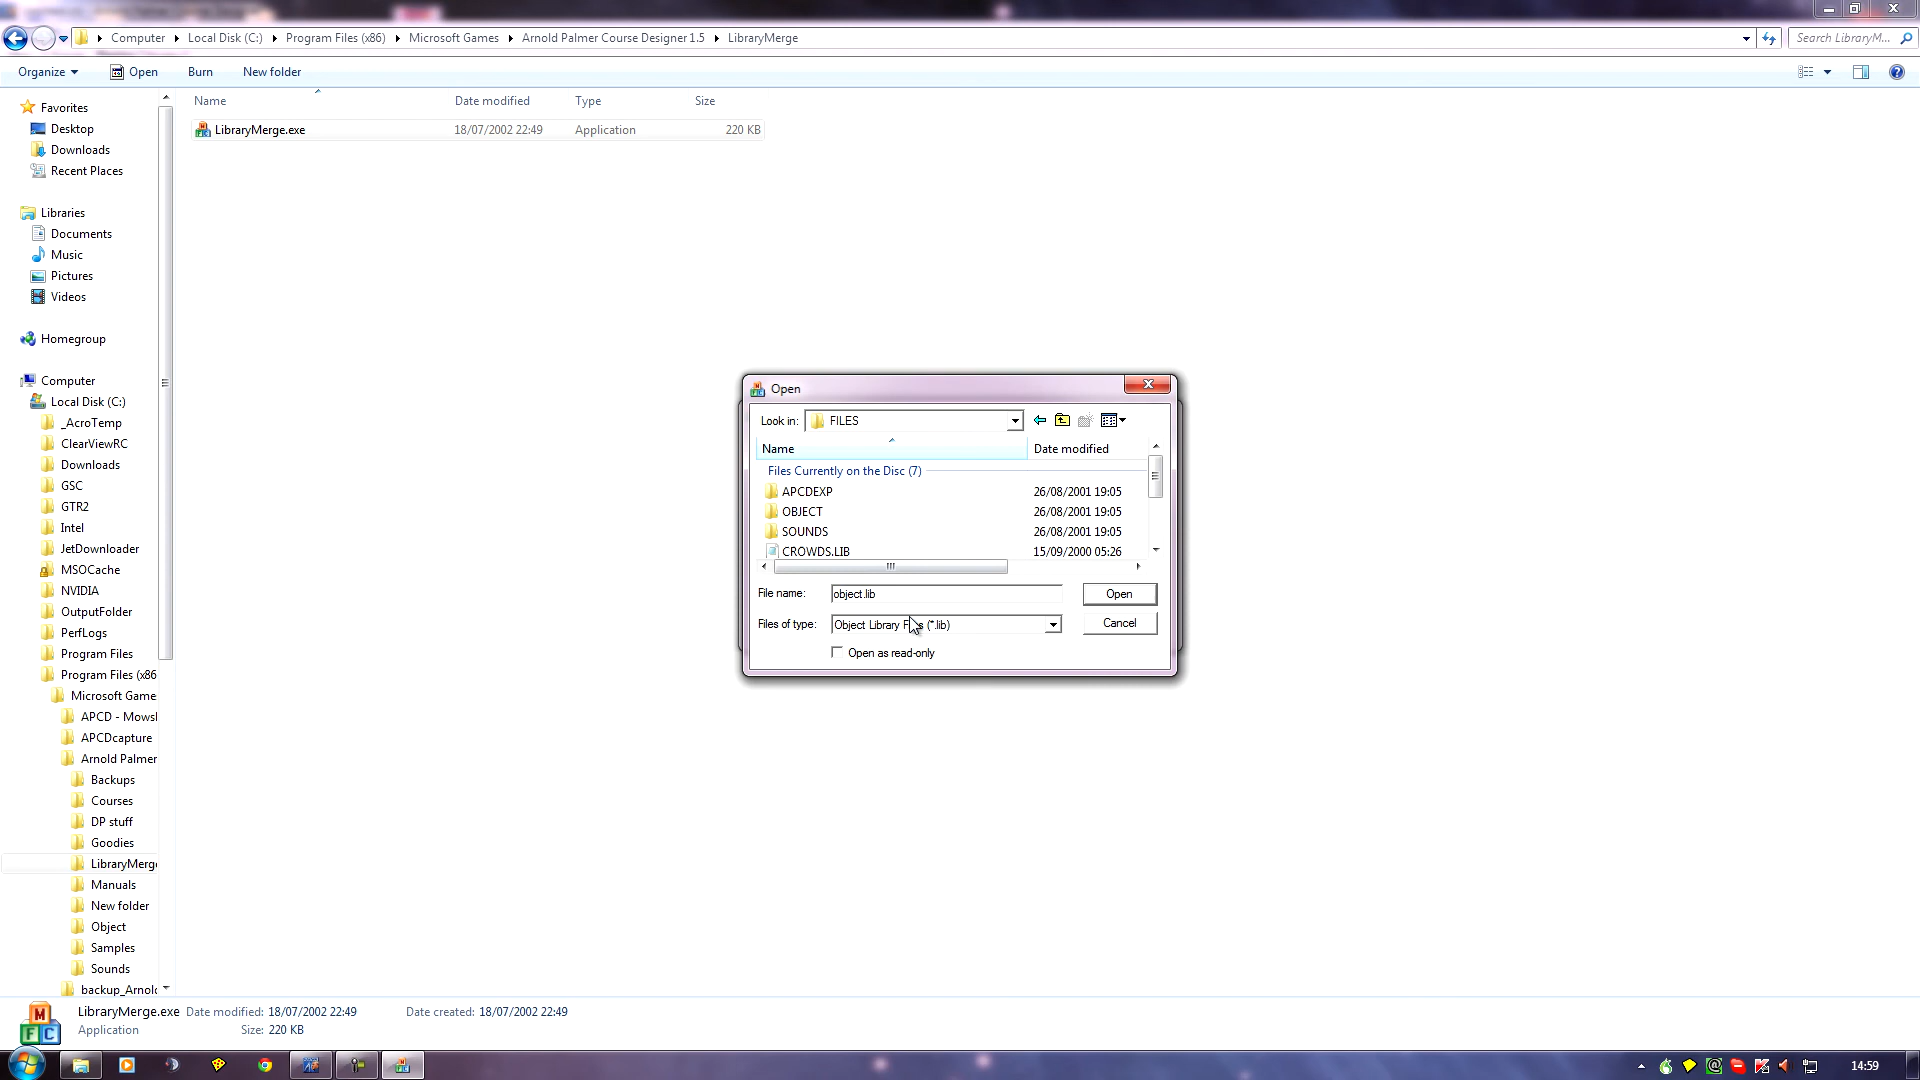 Computer Local Disk (C:) Program Files (x86) Microsoft Games Arnold Palmer Course Designer 1.5 LibraryMerge
Search LibraryM...
Organize Open Burn New folder
Name Date modified Type Size
LibraryMerge.exe 18/07/2002 22:49 Application 220 KB
Favorites
Desktop
Downloads
Recent Places
Libraries
Documents
Music
Pictures
Videos
Homegroup
Computer
Local Disk (C:)
_AcroTemp
ClearViewRC
Downloads
GSC
GTR2
Intel
JetDownloader
MSOCache
NVIDIA
OutputFolder
PerfLogs
Program Files
Program Files (x86
Microsoft Game
APCD - Mowsl
APCDcapture
Arnold Palmer
Backups
Courses
DP stuff
Goodies
LibraryMerge
Manuals
New folder
Object
Samples
Sounds
backup_Arnold
Open
Look in: FILES
Name Date modified
Files Currently on the Disc (7)
APCDEXP 26/08/2001 19:05
OBJECT 26/08/2001 19:05
SOUNDS 26/08/2001 19:05
CROWDS.LIB 15/09/2000 05:26
File name: object.lib Open
Files of type: Object Library Files (*.lib) Cancel
Open as read-only
LibraryMerge.exe Date modified: 18/07/2002 22:49 Date created: 18/07/2002 22:49
Application Size: 220 KB
14:59